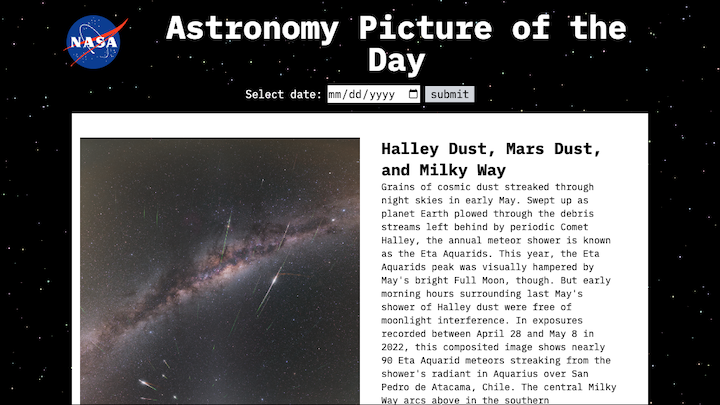 NASA
Astronomy Picture of the
Day
Select date: mm/dd/yyyy submit
Halley Dust, Mars Dust,
and Milky Way
Grains of cosmic dust streaked through
night skies in early May. Swept up as
planet Earth plowed through the debris
streams left behind by periodic Comet
Halley, the annual meteor shower is known
as the Eta Aquarids. This year, the Eta
Aquarids peak was visually hampered by
May's bright Full Moon, though. But early
morning hours surrounding last May's
shower of Halley dust were free of
moonlight interference. In exposures
recorded between April 28 and May 8 in
2022, this composited image shows nearly
90 Eta Aquarid meteors streaking from the
shower's radiant in Aquarius over San
Pedro de Atacama, Chile. The central Milky
Way arcs above in the southern